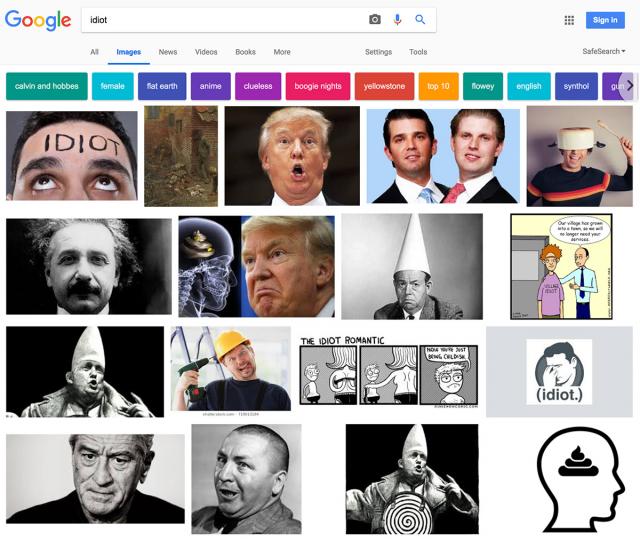 Google
idiot
Sign in
All Images News Videos Books More Settings Tools SafeSearch
calvin and hobbes female flat earth anime clueless boogie nights yellowstone top 10 flowey english synthol gun
IDIOT
Our village has grown
into a town, so we will
no longer need your
services.
VILLAGE
IDIOT
THE IDIOT ROMANTIC
NOW YOU'RE JUST
BEING CHILDISH.
(idiot.)